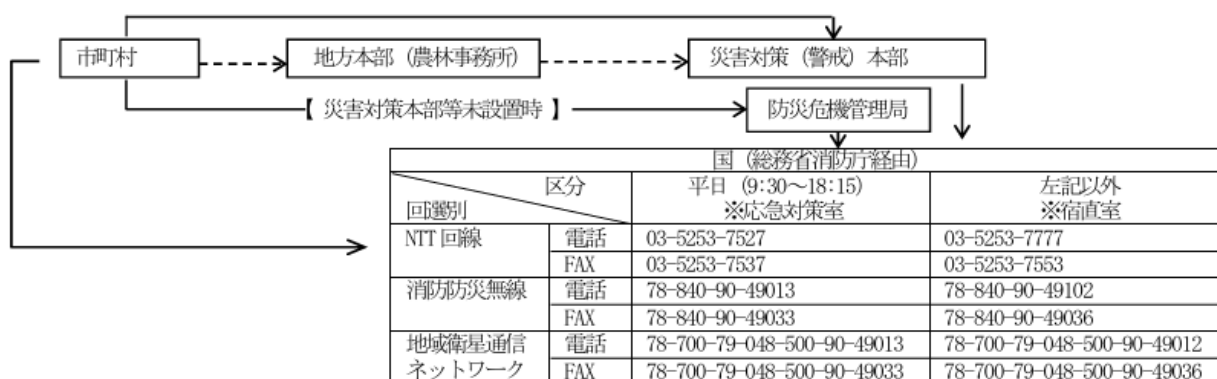 市町村 地方本部（農林事務所） 災害対策（警戒）本部
【 災害対策本部等未設置時 】 防災危機管理局
国（総務省消防庁経由）
区分 平日（9:30～18:15） 左記以外
回選別 ※応急対策室 ※宿直室
NTT 回線 電話 03-5253-7527 03-5253-7777
FAX 03-5253-7537 03-5253-7553
消防防災無線 電話 78-840-90-49013 78-840-90-49102
FAX 78-840-90-49033 78-840-90-49036
地域衛星通信 電話 78-700-79-048-500-90-49013 78-700-79-048-500-90-49012
ネットワーク FAX 78-700-79-048-500-90-49033 78-700-79-048-500-90-49036